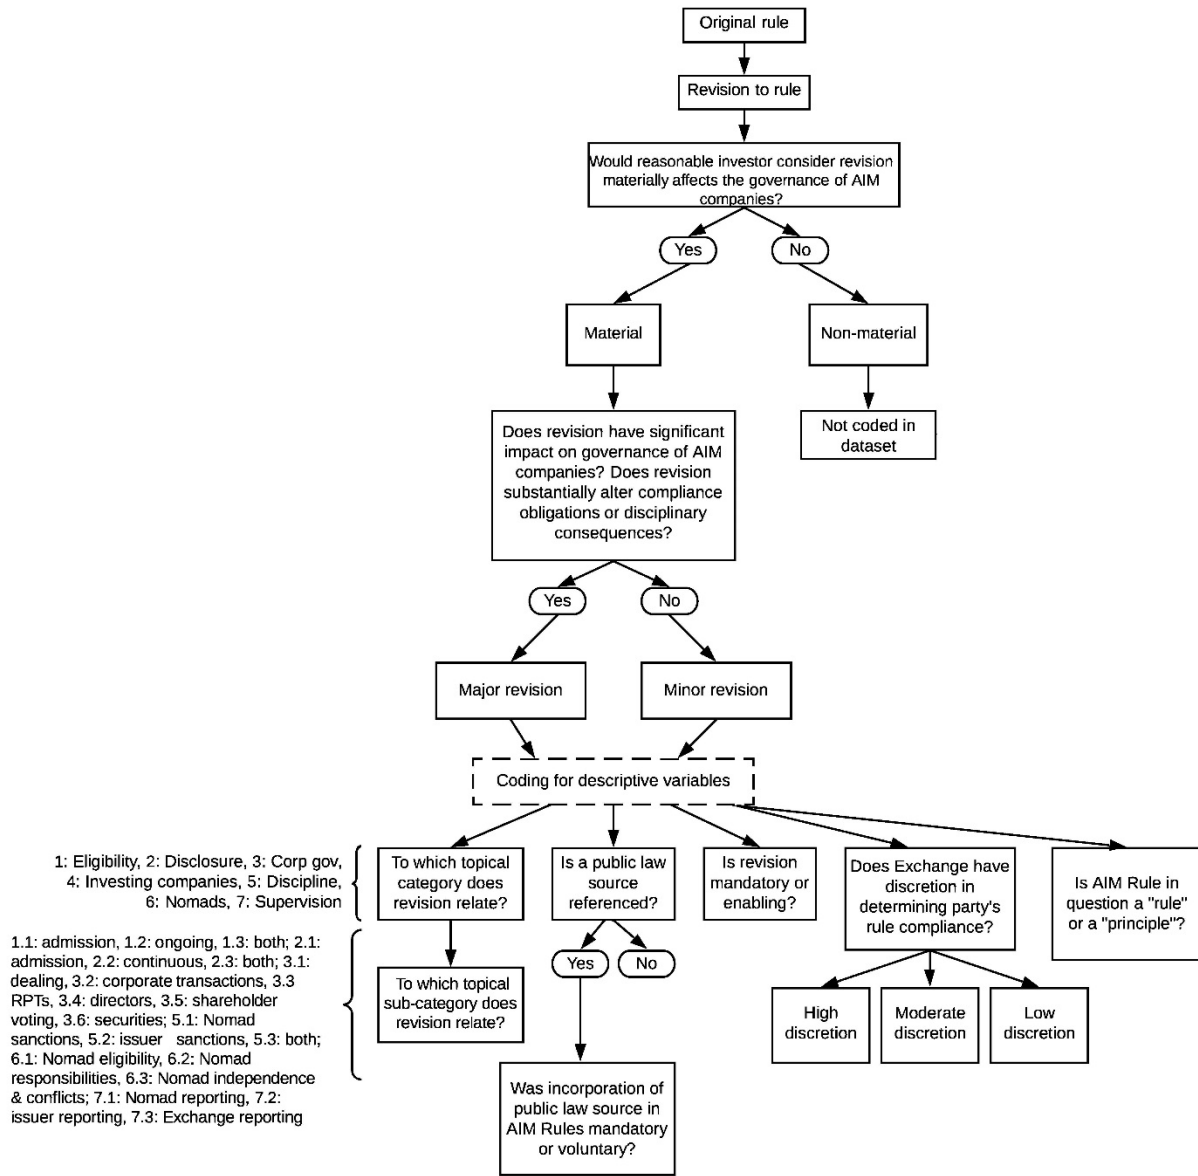 Original rule
Revision to rule
Would reasonable investor consider revision
materially affects the governance of AIM
companies?
Yes
No
Material
Non-material
Does revision have significant
impact on governance of AIM
companies? Does revision
substantially alter compliance
obligations or disciplinary
consequences?
Not coded in
dataset
Yes
No
Major revision
Minor revision
Coding for descriptive variables
1: Eligibility, 2: Disclosure, 3: Corp gov,
4: Investing companies, 5: Discipline,
6: Nomads, 7: Supervision
To which topical
category does
revision relate?
Is a public law
source
referenced?
Is revision
mandatory or
enabling?
Does Exchange have
discretion in
determining party's
rule compliance?
Is AIM Rule in
question a "rule"
or a "principle"?
1.1: admission, 1.2: ongoing, 1.3: both; 2.1:
admission, 2.2: continuous, 2.3: both; 3.1:
dealing, 3.2: corporate transactions, 3.3
RPTs, 3.4: directors, 3.5: shareholder
voting, 3.6: securities; 5.1: Nomad
sanctions, 5.2: issuer sanctions, 5.3: both;
6.1: Nomad eligibility, 6.2: Nomad
responsibilities, 6.3: Nomad independence
& conflicts; 7.1: Nomad reporting, 7.2:
issuer reporting, 7.3: Exchange reporting
To which topical
sub-category does
revision relate?
Yes
No
High
discretion
Moderate
discretion
Low
discretion
Was incorporation of
public law source in
AIM Rules mandatory
or voluntary?